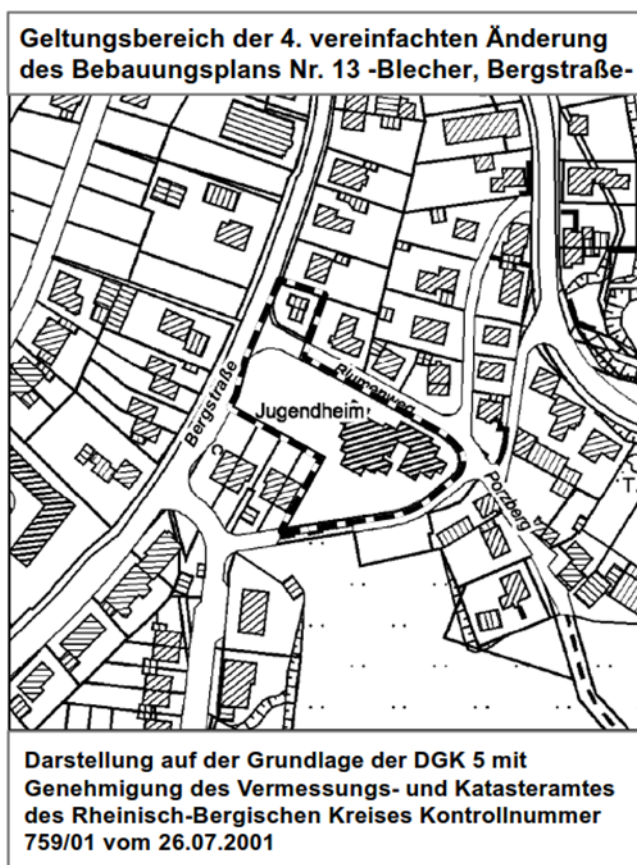 Geltungsbereich der 4. vereinfachten Änderung
des Bebauungsplans Nr. 13 -Blecher, Bergstraße-
Bergstraße
Blumenweg
Jugendheim
Porzberg
T.
Darstellung auf der Grundlage der DGK 5 mit
Genehmigung des Vermessungs- und Katasteramtes
des Rheinisch-Bergischen Kreises Kontrollnummer
759/01 vom 26.07.2001